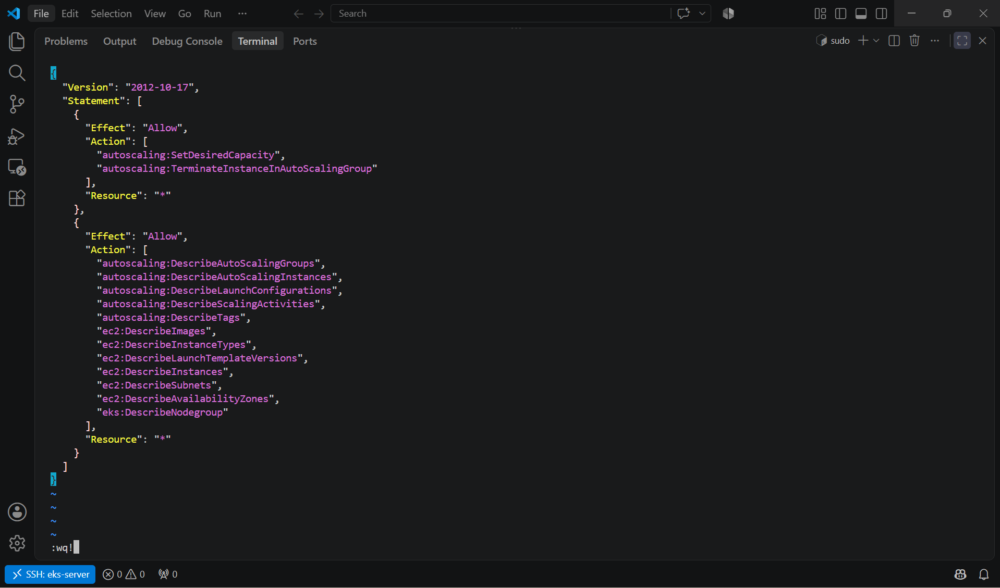 File Edit Selection View Go Run ··· Search
Problems Output Debug Console Terminal Ports sudo
{
  "Version": "2012-10-17",
  "Statement": [
    {
      "Effect": "Allow",
      "Action": [
        "autoscaling:SetDesiredCapacity",
        "autoscaling:TerminateInstanceInAutoScalingGroup"
      ],
      "Resource": "*"
    },
    {
      "Effect": "Allow",
      "Action": [
        "autoscaling:DescribeAutoScalingGroups",
        "autoscaling:DescribeAutoScalingInstances",
        "autoscaling:DescribeLaunchConfigurations",
        "autoscaling:DescribeScalingActivities",
        "autoscaling:DescribeTags",
        "ec2:DescribeImages",
        "ec2:DescribeInstanceTypes",
        "ec2:DescribeLaunchTemplateVersions",
        "ec2:DescribeInstances",
        "ec2:DescribeSubnets",
        "ec2:DescribeAvailabilityZones",
        "eks:DescribeNodegroup"
      ],
      "Resource": "*"
    }
  ]
}
~
~
~
~
:wq!
SSH: eks-server 0 0 0